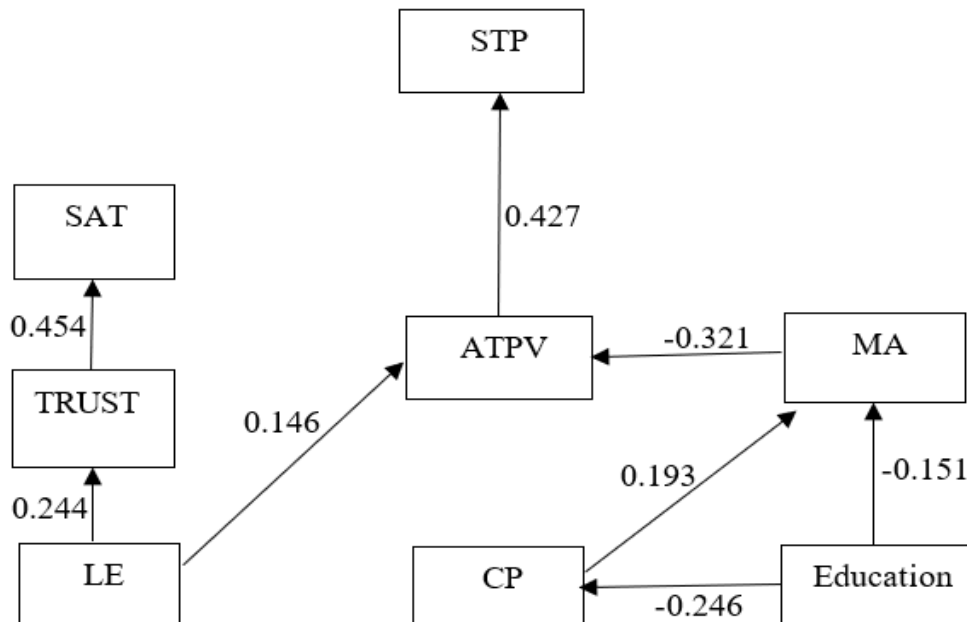 STP
SAT
0.427
0.454
ATPV
-0.321
MA
TRUST
0.146
0.193
-0.151
0.244
LE
CP
Education
-0.246